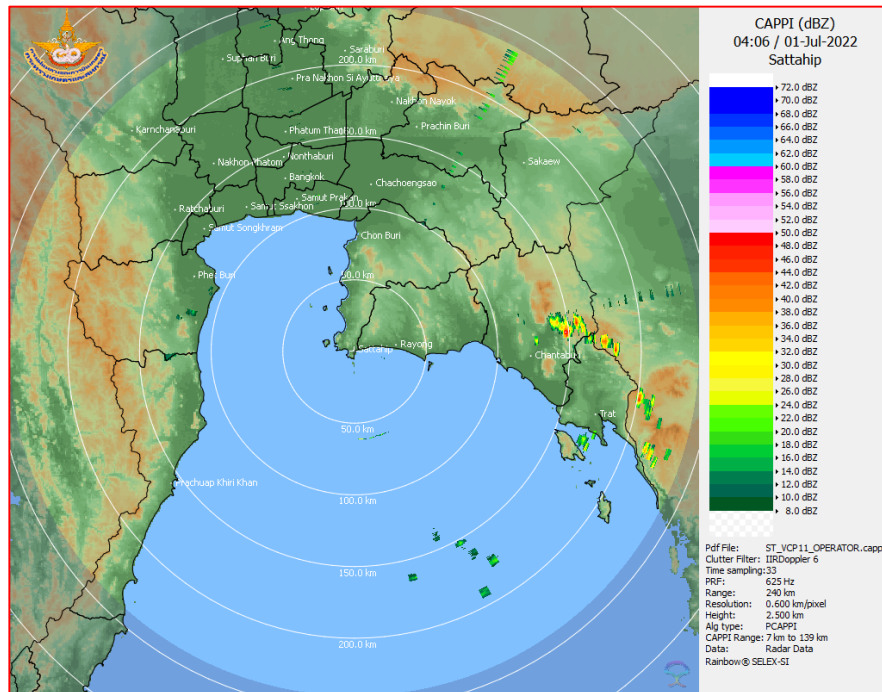 CAPPI (dBZ)
04:06 / 01-Jul-2022
Sattahip
72.0 dBZ
70.0 dBZ
68.0 dBZ
66.0 dBZ
64.0 dBZ
62.0 dBZ
60.0 dBZ
58.0 dBZ
56.0 dBZ
54.0 dBZ
52.0 dBZ
50.0 dBZ
48.0 dBZ
46.0 dBZ
44.0 dBZ
42.0 dBZ
40.0 dBZ
38.0 dBZ
36.0 dBZ
34.0 dBZ
32.0 dBZ
30.0 dBZ
28.0 dBZ
26.0 dBZ
24.0 dBZ
22.0 dBZ
20.0 dBZ
18.0 dBZ
16.0 dBZ
14.0 dBZ
12.0 dBZ
10.0 dBZ
8.0 dBZ
Pdf File: ST_VCP11_OPERATOR.capp
Clutter Filter: IIRDoppler 6
Time sampling:33
PRF: 625 Hz
Range: 240 km
Resolution: 0.600 km/pixel
Height: 2.500 km
Alg type: PCAPPI
CAPPI Range: 7 km to 139 km
Data: Radar Data
Rainbow® SELEX-SI
Ang Thong
Saraburi
Suphan Buri
200.0 km
Pra Nakhon Si Ayutthaya
Nakhon Nayok
Karnchanaburi
Phatum Thani
Prachin Buri
Nakhon Phatom
Nonthaburi
Sakaew
Bangkok
Chachoengsao
Samut Prakan
Ratchaburi
Samut Ssakhon
100.0 km
Samut Songkhram
Chon Buri
50.0 km
Rayong
Sattahip
Trat
50.0 km
Prachuap Khiri Khan
100.0 km
150.0 km
200.0 km